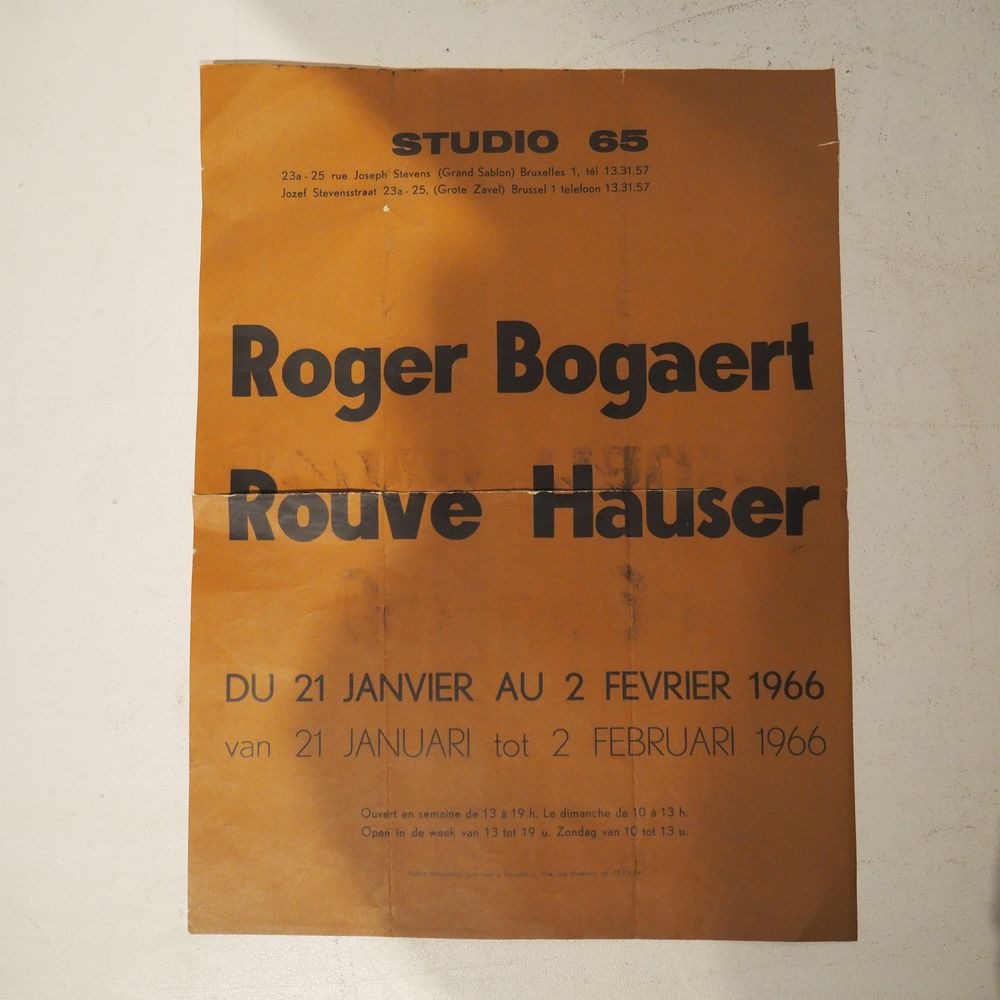 STUDIO 65
23a - 25 rue Joseph Stevens (Grand Sablon) Bruxelles 1, tél 13.31.57
Jozef Stevensstraat 23a - 25, (Grote Zavel) Brussel 1 telefoon 13.31.57
Roger Bogaert
Rouve Hauser
DU 21 JANVIER AU 2 FEVRIER 1966
van 21 JANUARI tot 2 FEBRUARI 1966
Ouvert en semaine de 13 à 19 h. Le dimanche de 10 à 13 h.
Open in de week van 13 tot 19 u. Zondag van 10 tot 13 u.